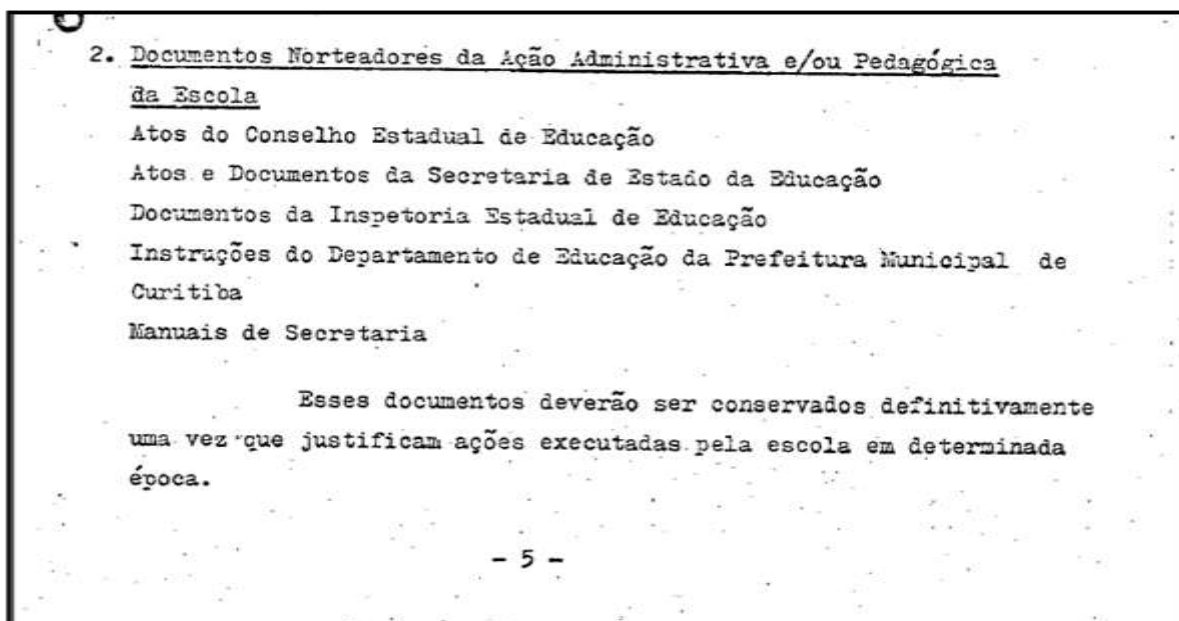 2. Documentos Norteadores da Ação Administrativa e/ou Pedagógica
da Escola
Atos do Conselho Estadual de Educação
Atos e Documentos da Secretaria de Estado da Educação
Documentos da Inspetoria Estadual de Educação
Instruções do Departamento de Educação da Prefeitura Municipal de
Curitiba
Manuais de Secretaria
Esses documentos deverão ser conservados definitivamente
uma vez que justificam ações executadas pela escola em determinada
época.
- 5 -